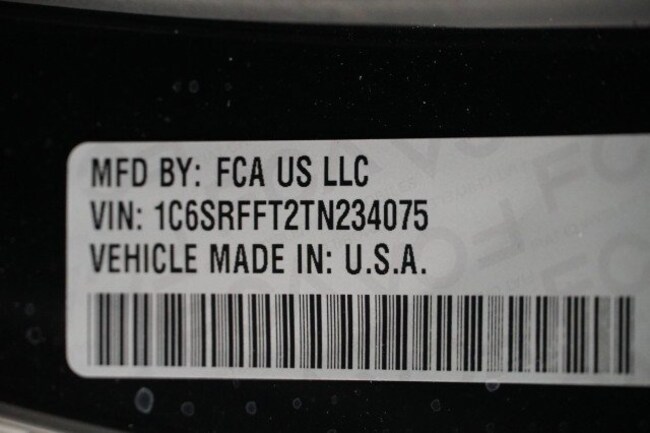 MFD BY: FCA US LLC
VIN: 1C6SRFFT2TN234075
VEHICLE MADE IN: U.S.A.